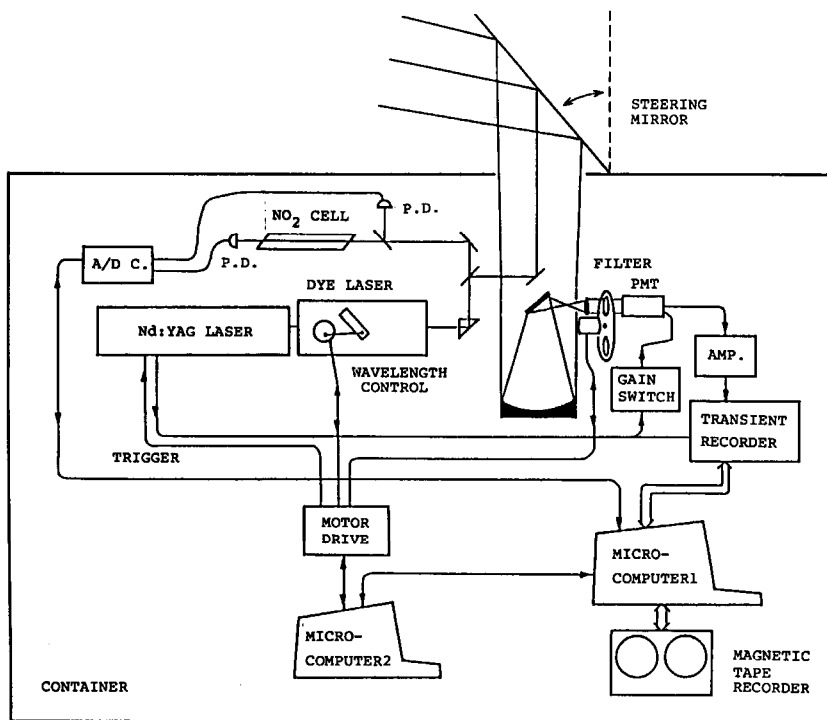 STEERING
MIRROR
NO2 CELL
P.D.
P.D.
A/D C.
DYE LASER
FILTER
PMT
Nd:YAG LASER
WAVELENGTH
CONTROL
AMP.
GAIN
SWITCH
TRANSIENT
RECORDER
TRIGGER
MOTOR
DRIVE
MICRO-
COMPUTER1
MICRO-
COMPUTER2
MAGNETIC
TAPE
RECORDER
CONTAINER